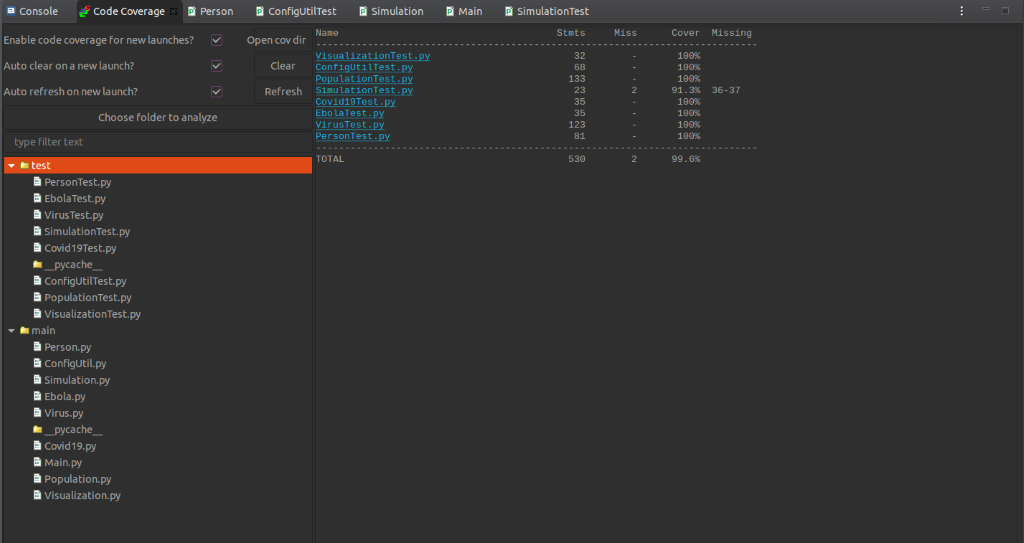 Console Code Coverage Person ConfigUtilTest Simulation Main SimulationTest
Enable code coverage for new launches? Open cov dir
Auto clear on a new launch? Clear
Auto refresh on new launch? Refresh
Choose folder to analyze
type filter text
test
PersonTest.py
EbolaTest.py
VirusTest.py
SimulationTest.py
Covid19Test.py
__pycache__
ConfigUtilTest.py
PopulationTest.py
VisualizationTest.py
main
Person.py
ConfigUtil.py
Simulation.py
Ebola.py
Virus.py
__pycache__
Covid19.py
Main.py
Population.py
Visualization.py
Name Stmts Miss Cover Missing
--------------------------------------------------------------------------------
VisualizationTest.py 32 - 100%
ConfigUtilTest.py 68 - 100%
PopulationTest.py 133 - 100%
SimulationTest.py 23 2 91.3% 36-37
Covid19Test.py 35 - 100%
EbolaTest.py 35 - 100%
VirusTest.py 123 - 100%
PersonTest.py 81 - 100%
--------------------------------------------------------------------------------
TOTAL 530 2 99.6%